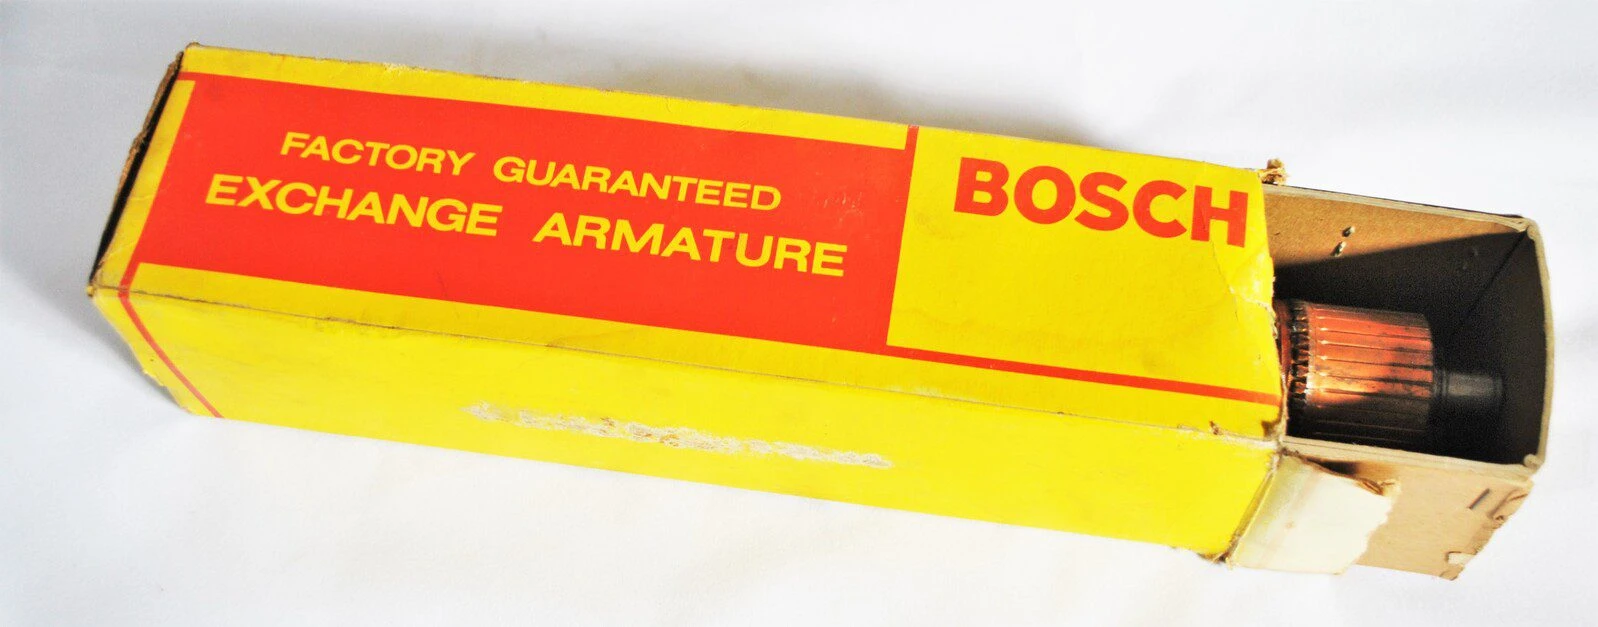 FACTORY GUARANTEED
EXCHANGE ARMATURE
BOSCH